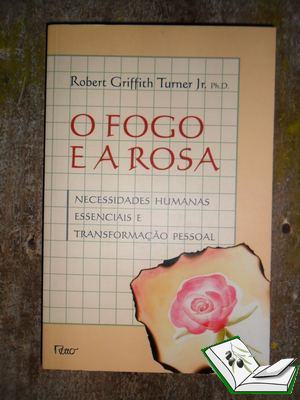 Robert Griffith Turner Jr. Ph.D.
O FOGO
E A ROSA
NECESSIDADES HUMANAS
ESSENCIAIS E
TRANSFORMAÇÃO PESSOAL
Rocco